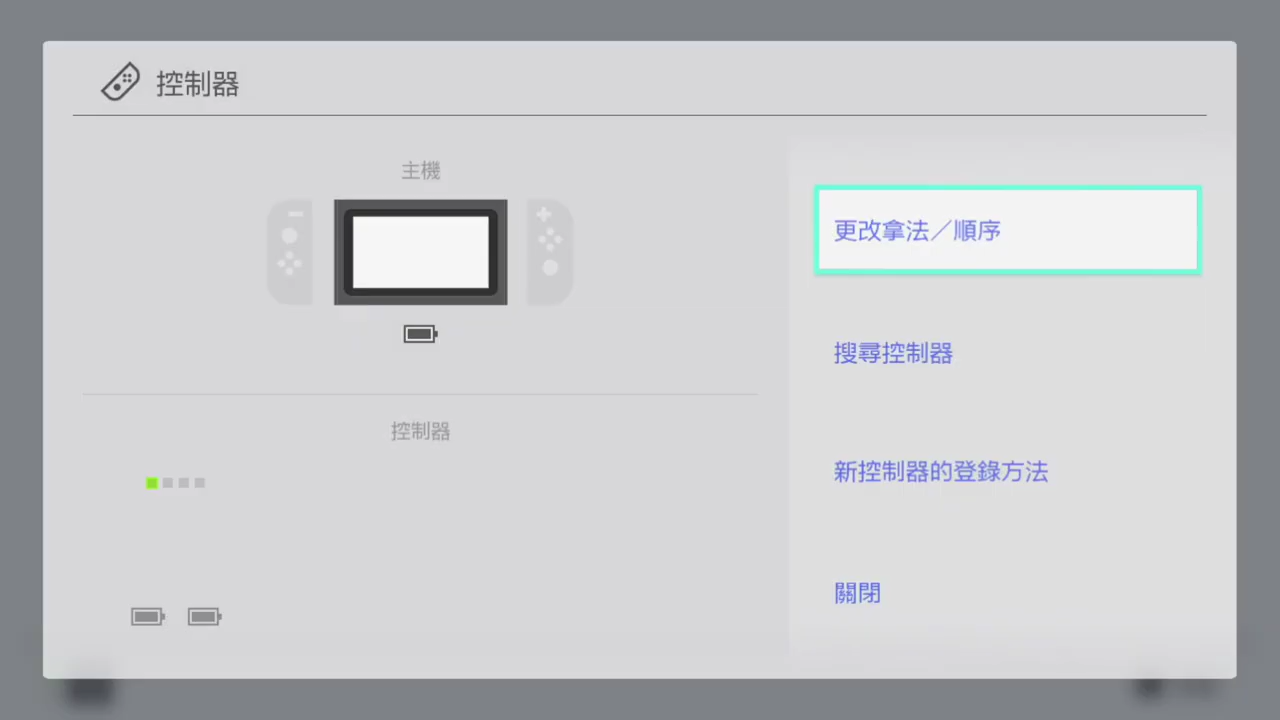 控制器
主機
控制器
更改拿法／順序
搜尋控制器
新控制器的登錄方法
關閉